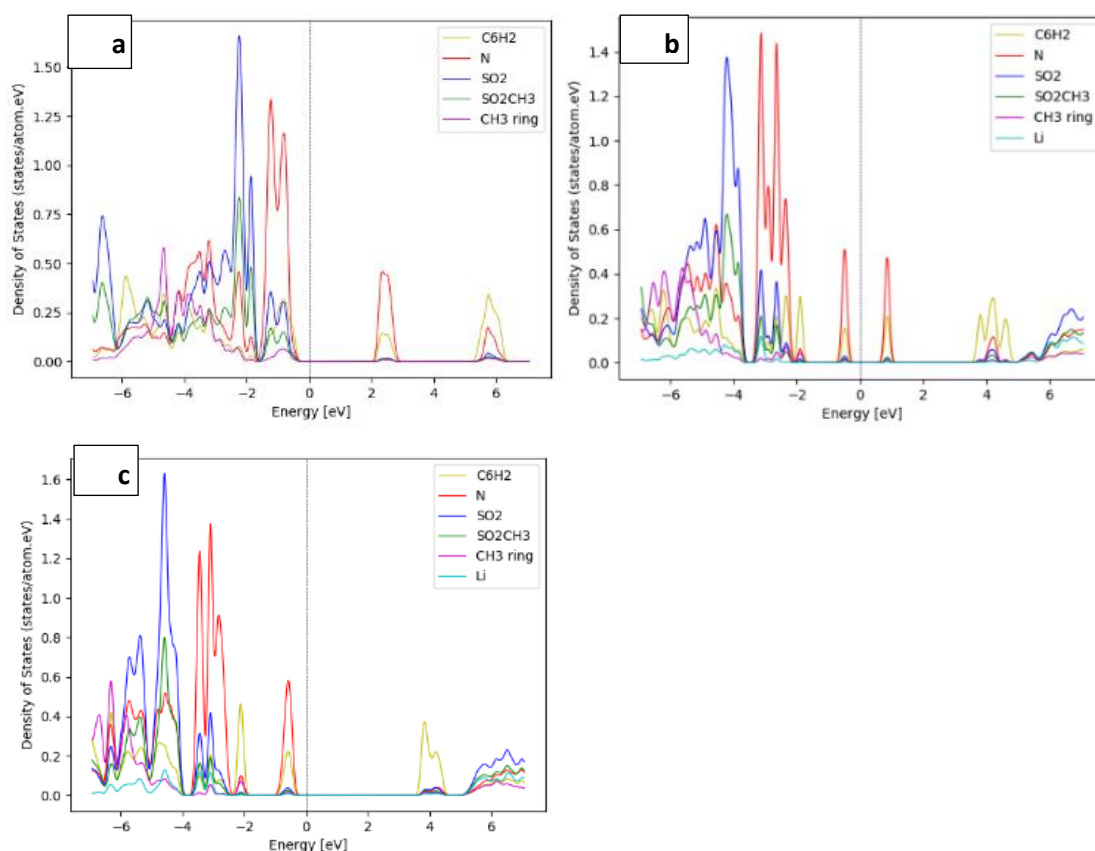 a
C6H2
N
SO2
SO2CH3
CH3 ring
Density of States (states/atom.eV)
1.50
1.25
1.00
0.75
0.50
0.25
0.00
−6 −4 −2 0 2 4 6
Energy [eV]
b
C6H2
N
SO2
SO2CH3
CH3 ring
Li
Density of States (states/atom.eV)
1.4
1.2
1.0
0.8
0.6
0.4
0.2
0.0
−6 −4 −2 0 2 4 6
Energy [eV]
c
C6H2
N
SO2
SO2CH3
CH3 ring
Li
Density of States (states/atom.eV)
1.6
1.4
1.2
1.0
0.8
0.6
0.4
0.2
0.0
−6 −4 −2 0 2 4 6
Energy [eV]